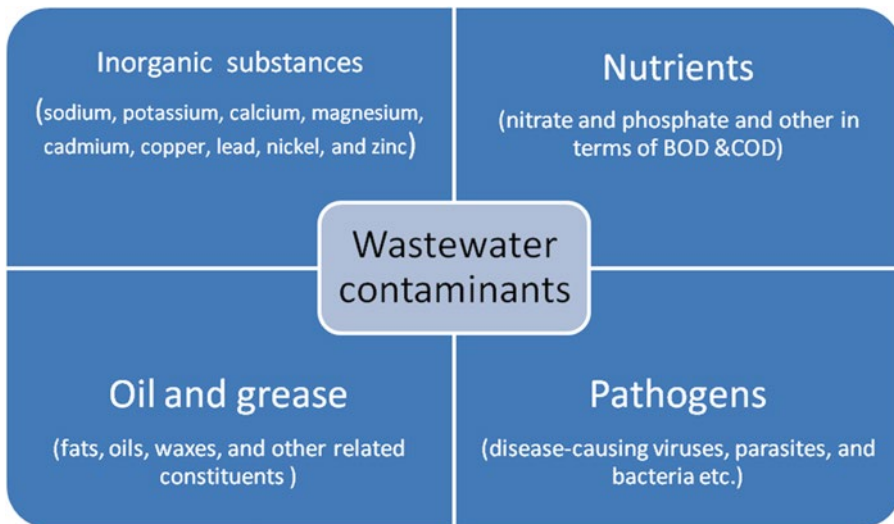 Inorganic substances
(sodium, potassium, calcium, magnesium,
cadmium, copper, lead, nickel, and zinc)
Nutrients
(nitrate and phosphate and other in
terms of BOD &COD)
Wastewater
contaminants
Oil and grease
(fats, oils, waxes, and other related
constituents )
Pathogens
(disease-causing viruses, parasites, and
bacteria etc.)